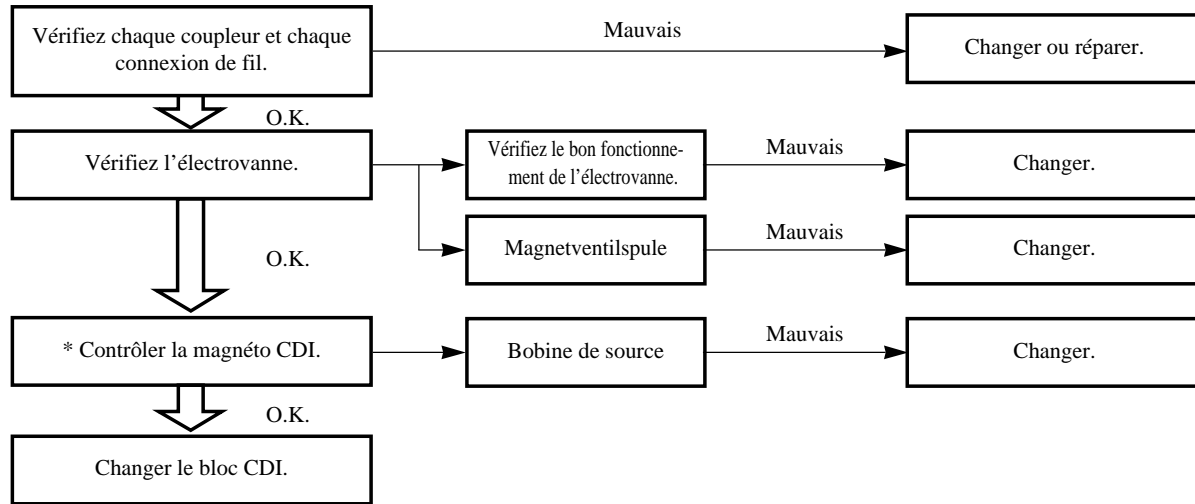 Vérifiez chaque coupleur et chaque
connexion de fil.
Mauvais
Changer ou réparer.
O.K.
Vérifiez l’électrovanne.
Vérifiez le bon fonctionne-
ment de l’électrovanne.
Mauvais
Changer.
Magnetventilspule
Mauvais
Changer.
O.K.
* Contrôler la magnéto CDI.
Bobine de source
Mauvais
Changer.
O.K.
Changer le bloc CDI.